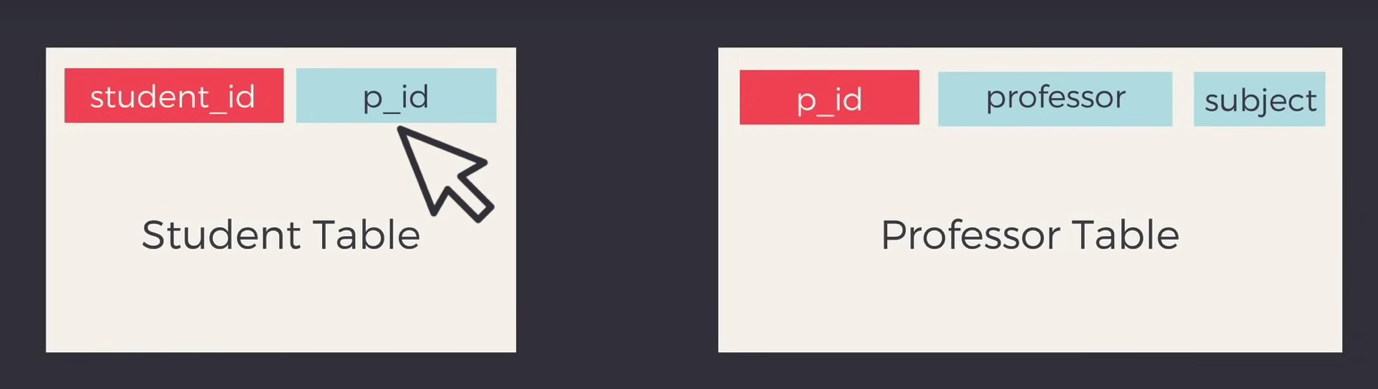 student_id p_id
Student Table
p_id professor subject
Professor Table